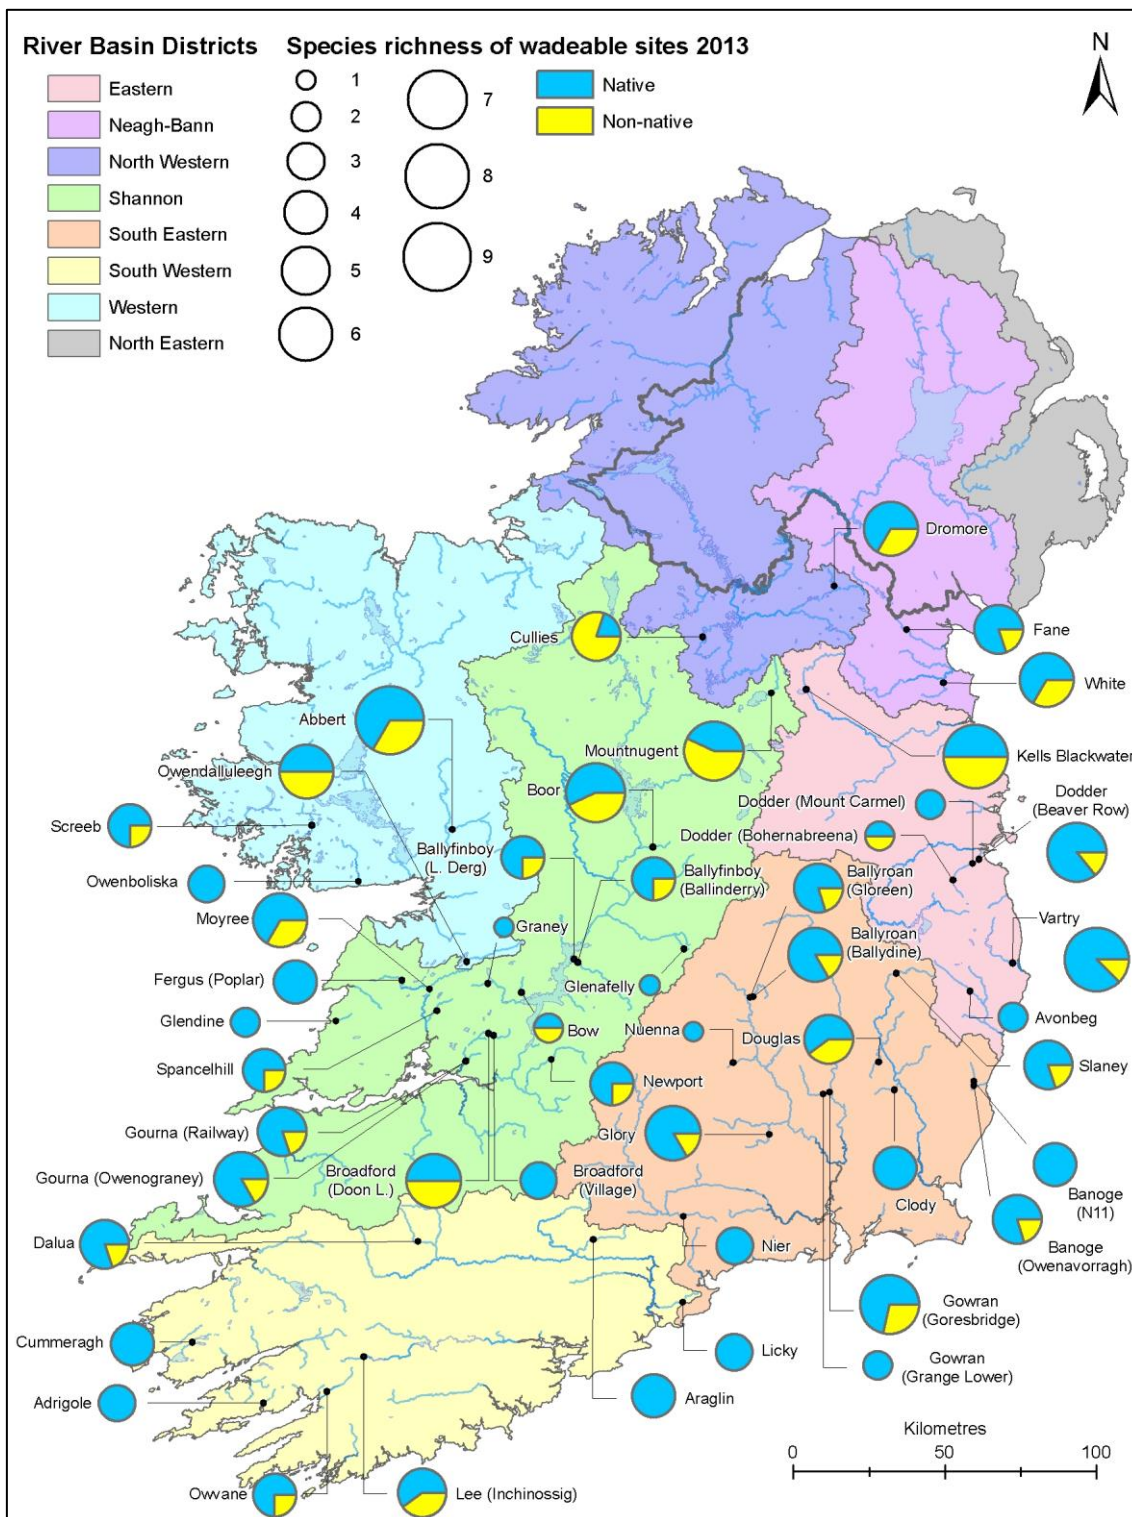 River Basin Districts
Eastern
Neagh-Bann
North Western
Shannon
South Eastern
South Western
Western
North Eastern
Species richness of wadeable sites 2013
1
2
3
4
5
6
7
8
9
Native
Non-native
N
Dromore
Cullies
Fane
White
Abbert
Mountnugent
Kells Blackwater
Owendalluleegh
Boor
Dodder (Mount Carmel)
Dodder
(Beaver Row)
Screeb
Ballyfinboy
(L. Derg)
Dodder (Bohernabreena)
Owenboliska
Ballyfinboy
(Ballinderry)
Ballyroan
(Gloreen)
Moyree
Graney
Vartry
Ballyroan
(Ballydine)
Fergus (Poplar)
Glenafelly
Glendine
Bow
Nuenna
Douglas
Avonbeg
Spancelhill
Newport
Slaney
Gourna (Railway)
Glory
Gourna (Owenograney)
Broadford
(Doon L.)
Broadford
(Village)
Clody
Banoge
(N11)
Dalua
Nier
Banoge
(Owenavorragh)
Cummeragh
Licky
Gowran
(Goresbridge)
Gowran
(Grange Lower)
Adrigole
Araglin
Owvane
Lee (Inchinossig)
Kilometres
0
50
100